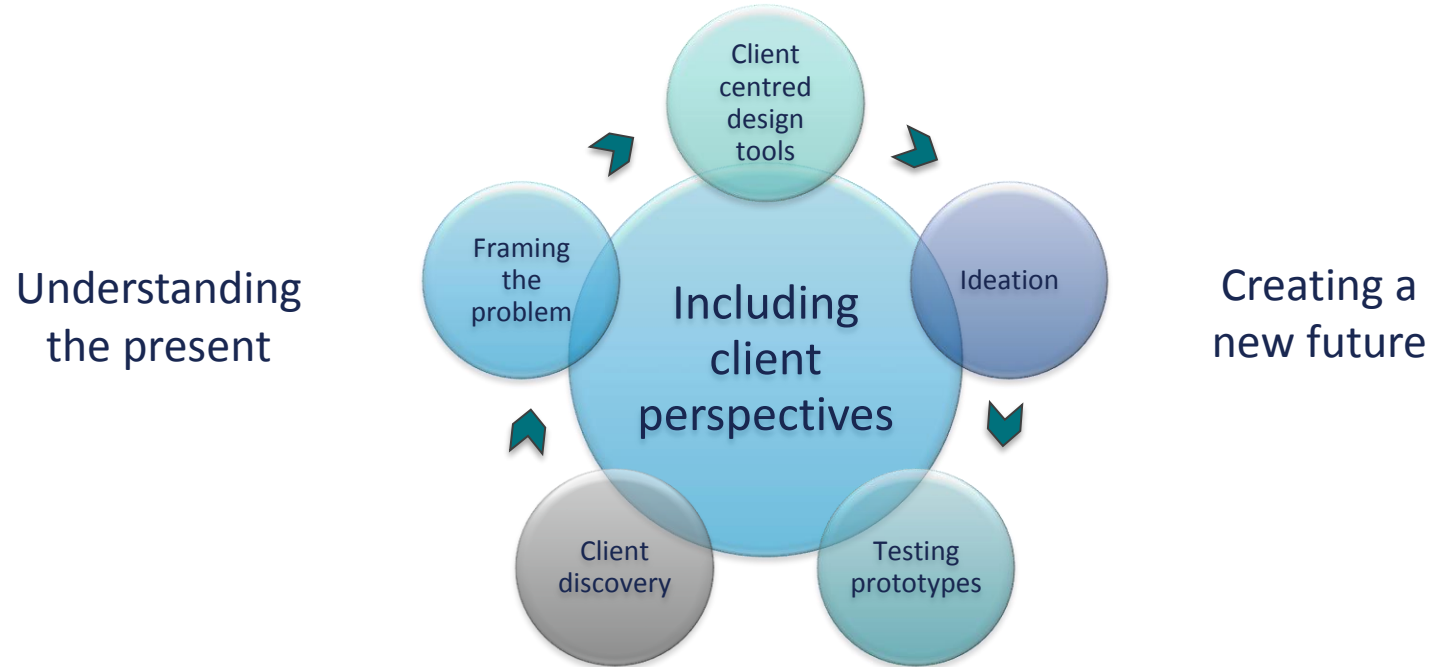 Understanding
the present
Client
centred
design
tools
Framing
the
problem
Including
client
perspectives
Ideation
Client
discovery
Testing
prototypes
Creating a
new future